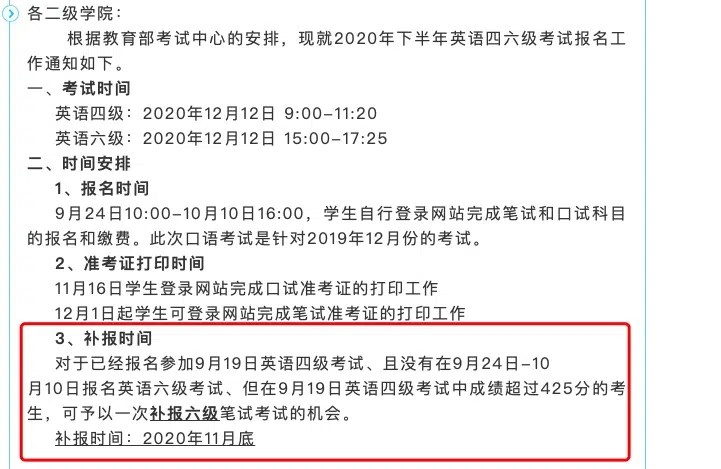 各二级学院：
根据教育部考试中心的安排，现就2020年下半年英语四六级考试报名工
作通知如下。
一、考试时间
英语四级：2020年12月12日 9:00-11:20
英语六级：2020年12月12日 15:00-17:25
二、时间安排
1、报名时间
9月24日10:00-10月10日16:00，学生自行登录网站完成笔试和口试科目
的报名和缴费。此次口语考试是针对2019年12月份的考试。
2、准考证打印时间
11月16日学生登录网站完成口试准考证的打印工作
12月1日起学生可登录网站完成笔试准考证的打印工作
3、补报时间
对于已经报名参加9月19日英语四级考试、且没有在9月24日-10
月10日报名英语六级考试、但在9月19日英语四级考试中成绩超过425分的考
生，可予以一次补报六级笔试考试的机会。
补报时间：2020年11月底